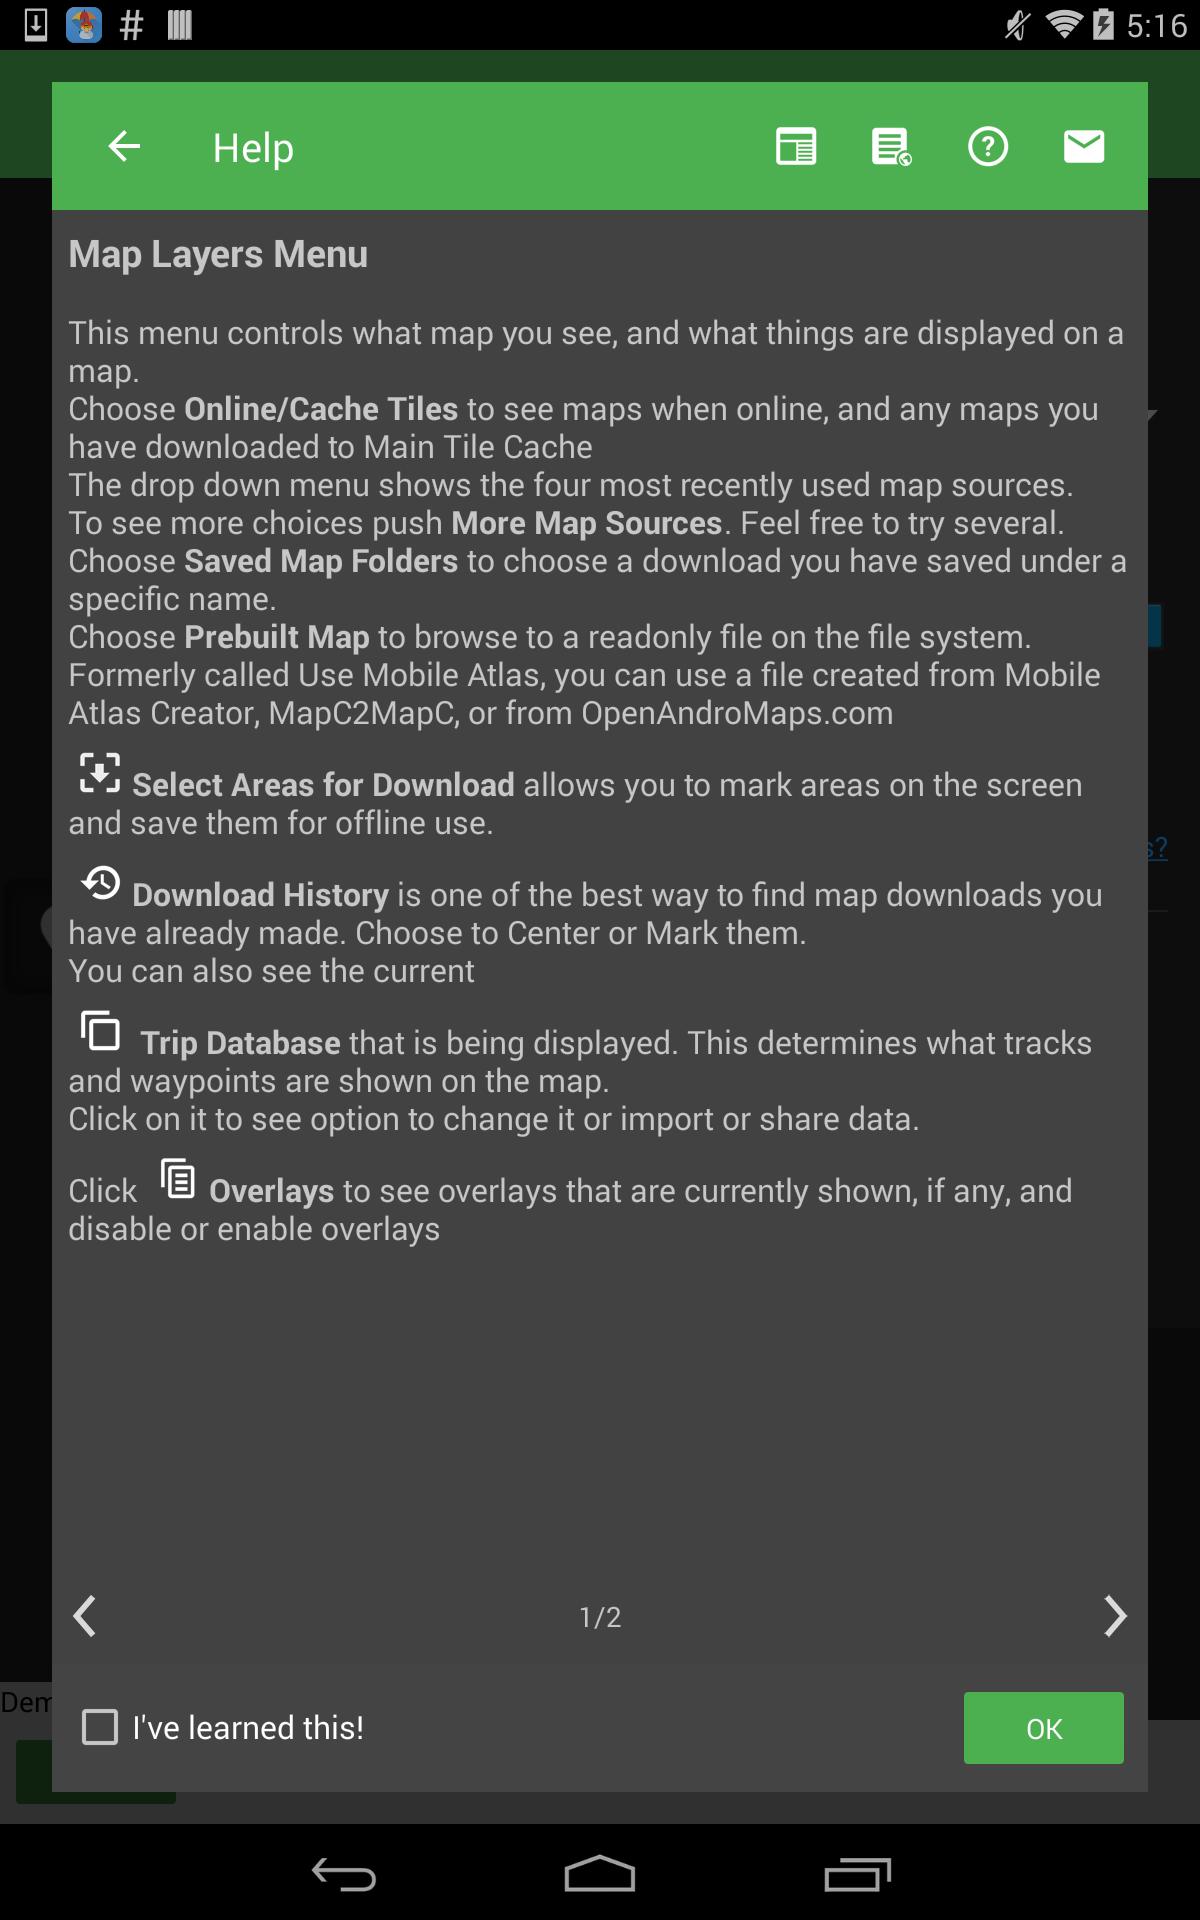 5:16
Help
Map Layers Menu
This menu controls what map you see, and what things are displayed on a
map.
Choose Online/Cache Tiles to see maps when online, and any maps you
have downloaded to Main Tile Cache
The drop down menu shows the four most recently used map sources.
To see more choices push More Map Sources. Feel free to try several.
Choose Saved Map Folders to choose a download you have saved under a
specific name.
Choose Prebuilt Map to browse to a readonly file on the file system.
Formerly called Use Mobile Atlas, you can use a file created from Mobile
Atlas Creator, MapC2MapC, or from OpenAndroMaps.com
Select Areas for Download allows you to mark areas on the screen
and save them for offline use.
s?
Download History is one of the best way to find map downloads you
have already made. Choose to Center or Mark them.
You can also see the current
Trip Database that is being displayed. This determines what tracks
and waypoints are shown on the map.
Click on it to see option to change it or import or share data.
Click Overlays to see overlays that are currently shown, if any, and
disable or enable overlays
1/2
Dem
I've learned this!
OK